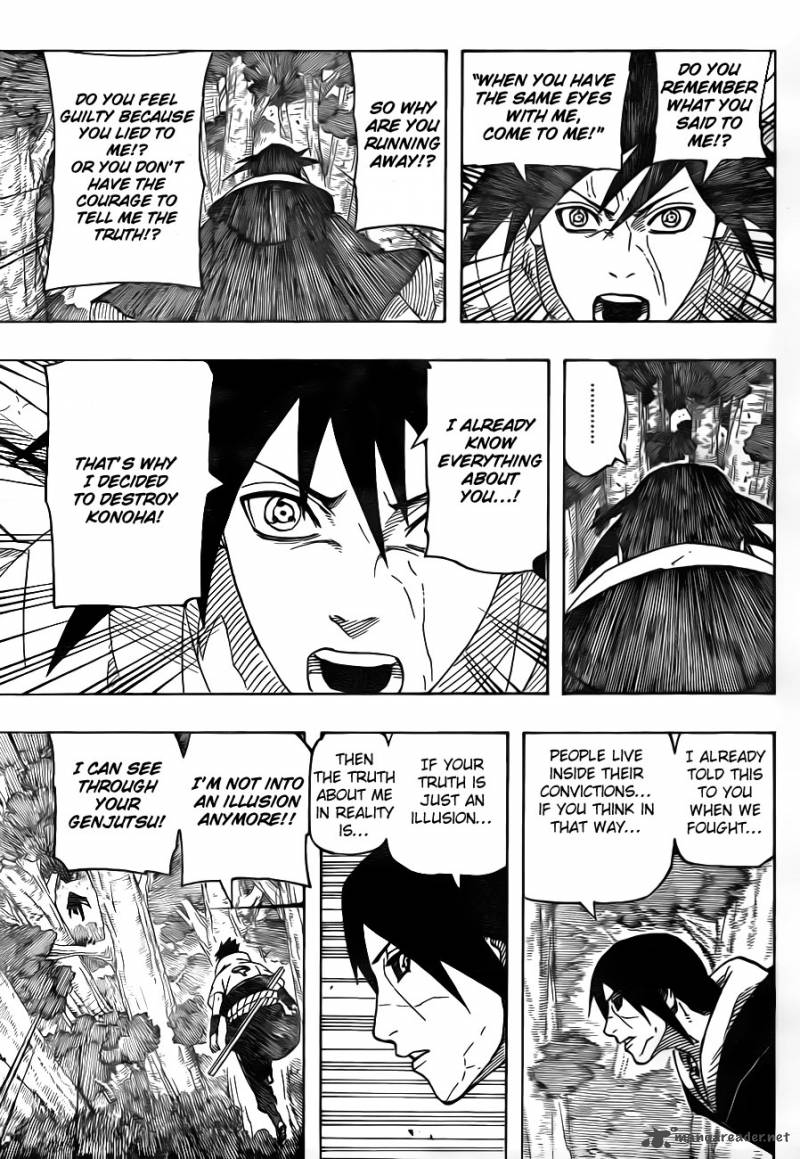 DO YOU
REMEMBER
WHAT YOU
SAID TO
ME!?
"WHEN YOU HAVE
THE SAME EYES
WITH ME,
COME TO ME!"
SO WHY
ARE YOU
RUNNING
AWAY!?
DO YOU FEEL
GUILTY BECAUSE
YOU LIED TO
ME!?
OR YOU DON'T
HAVE THE
COURAGE TO
TELL ME THE
TRUTH!?
..........
I ALREADY
KNOW
EVERYTHING
ABOUT
YOU...!
THAT'S WHY
I DECIDED
TO DESTROY
KONOHA!
I ALREADY
TOLD THIS
TO YOU
WHEN WE
FOUGHT...
PEOPLE LIVE
INSIDE THEIR
CONVICTIONS...
IF YOU THINK IN
THAT WAY...
IF YOUR
TRUTH IS
JUST AN
ILLUSION...
THEN
THE TRUTH
ABOUT ME
IN REALITY
IS...
I'M NOT INTO
AN ILLUSION
ANYMORE!!
I CAN SEE
THROUGH
YOUR
GENJUTSU!
mangareader.net